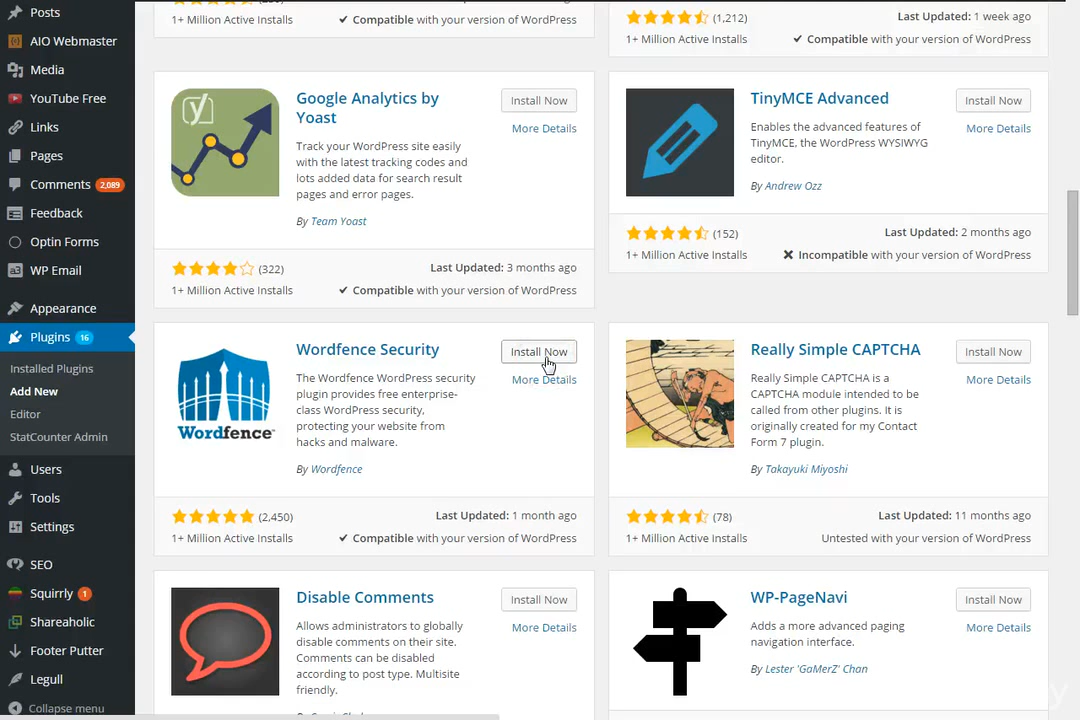 Posts
AIO Webmaster
Media
YouTube Free
Links
Pages
Comments 2,089
Feedback
Optin Forms
WP Email
Appearance
Plugins 16
Installed Plugins
Add New
Editor
StatCounter Admin
Users
Tools
Settings
SEO
Squirrly 1
Shareaholic
Footer Putter
Legull
Collapse menu
1+ Million Active Installs
Compatible with your version of WordPress
(1,212)
Last Updated: 1 week ago
1+ Million Active Installs
Compatible with your version of WordPress
Google Analytics by
Yoast
Install Now
More Details
Track your WordPress site easily
with the latest tracking codes and
lots added data for search result
pages and error pages.
By Team Yoast
(322)
Last Updated: 3 months ago
1+ Million Active Installs
Compatible with your version of WordPress
TinyMCE Advanced
Install Now
More Details
Enables the advanced features of
TinyMCE, the WordPress WYSIWYG
editor.
By Andrew Ozz
(152)
Last Updated: 2 months ago
1+ Million Active Installs
Incompatible with your version of WordPress
Wordfence
Wordfence Security
Install Now
More Details
The Wordfence WordPress security
plugin provides free enterprise-
class WordPress security,
protecting your website from
hacks and malware.
By Wordfence
(2,450)
Last Updated: 1 month ago
1+ Million Active Installs
Compatible with your version of WordPress
Really Simple CAPTCHA
Install Now
More Details
Really Simple CAPTCHA is a
CAPTCHA module intended to be
called from other plugins. It is
originally created for my Contact
Form 7 plugin.
By Takayuki Miyoshi
(78)
Last Updated: 11 months ago
1+ Million Active Installs
Untested with your version of WordPress
Disable Comments
Install Now
More Details
Allows administrators to globally
disable comments on their site.
Comments can be disabled
according to post type. Multisite
friendly.
WP-PageNavi
Install Now
More Details
Adds a more advanced paging
navigation interface.
By Lester 'GaMerZ' Chan